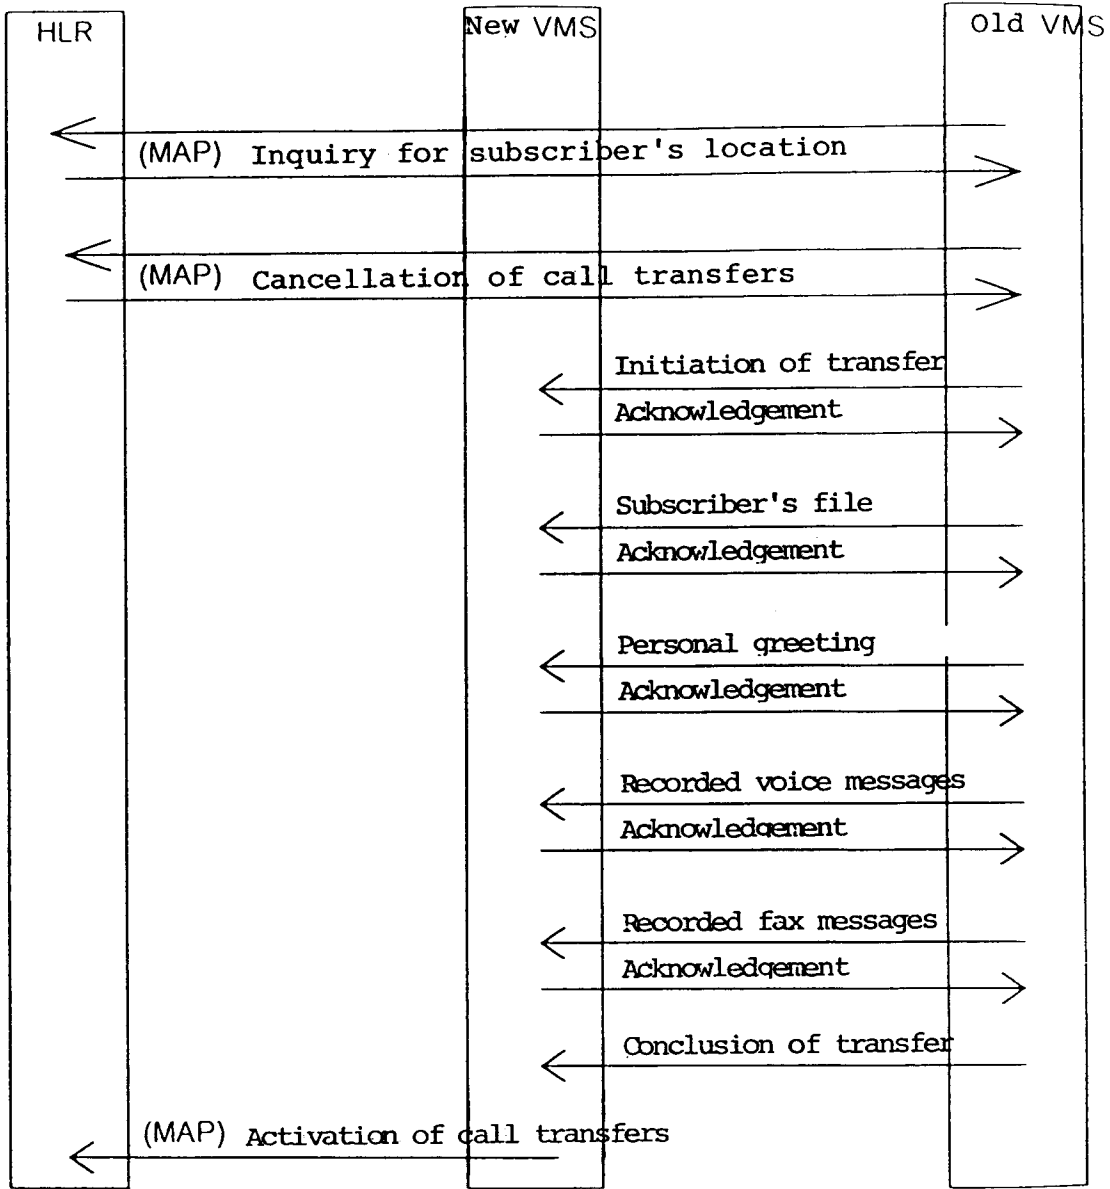 HLR
New VMS
Old VMS
(MAP) Inquiry for subscriber's location
(MAP) Cancellation of call transfers
Initiation of transfer
Acknowledgement
Subscriber's file
Acknowledgement
Personal greeting
Acknowledgement
Recorded voice messages
Acknowledgement
Recorded fax messages
Acknowledgement
Conclusion of transfer
(MAP) Activation of call transfers